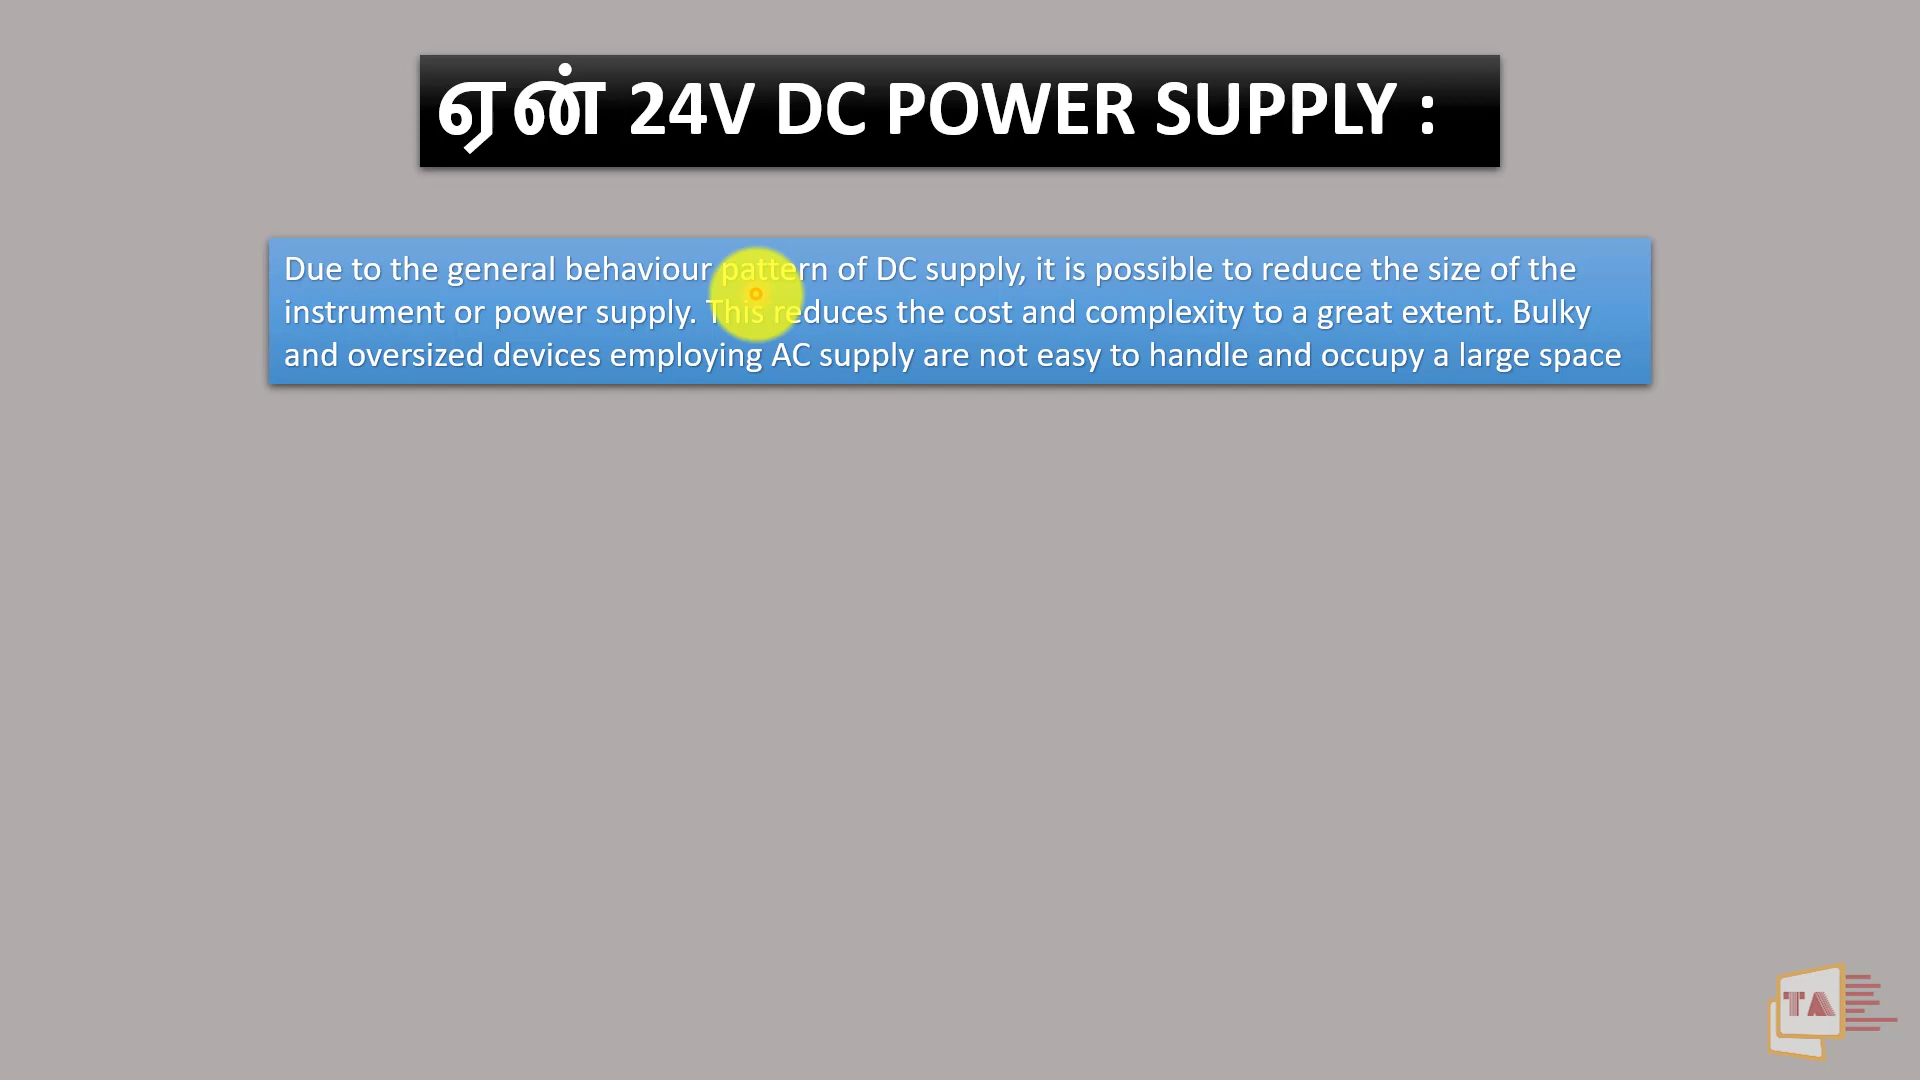 ஏன் 24V DC POWER SUPPLY :
Due to the general behaviour pattern of DC supply, it is possible to reduce the size of the
instrument or power supply. This reduces the cost and complexity to a great extent. Bulky
and oversized devices employing AC supply are not easy to handle and occupy a large space
TA